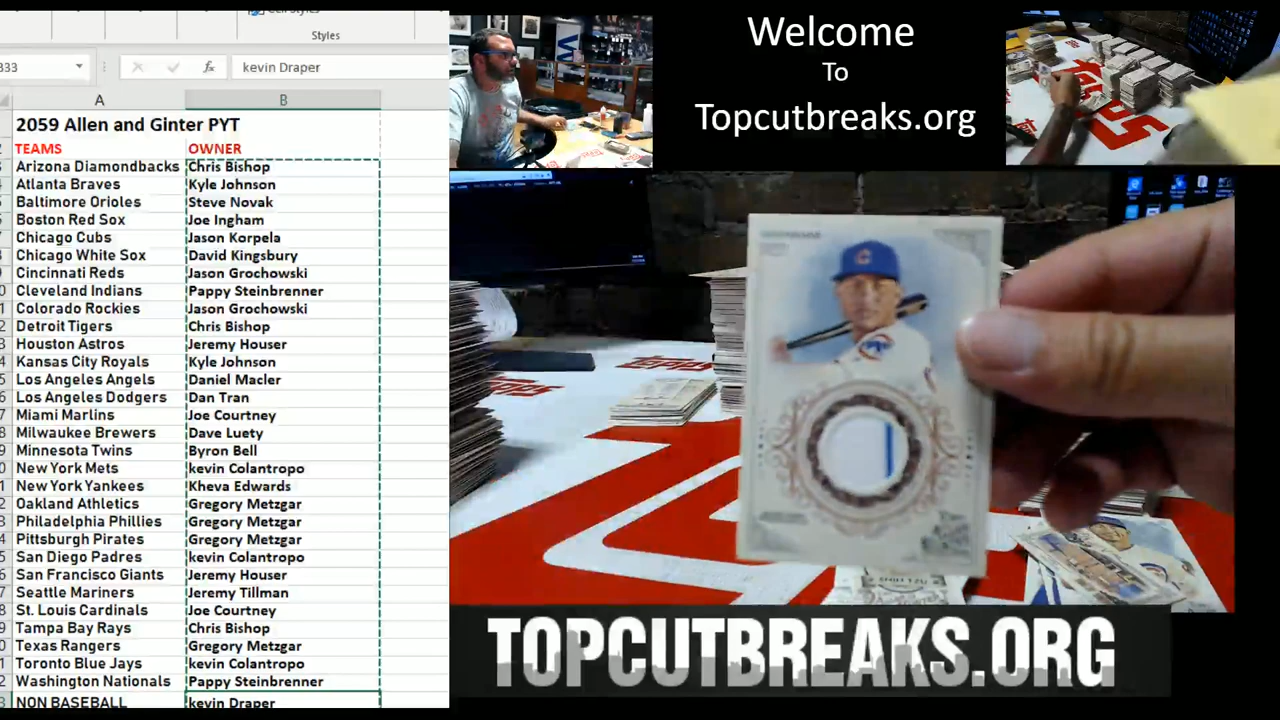 Styles
kevin Draper
A B
2059 Allen and Ginter PYT
TEAMS OWNER
Arizona Diamondbacks Chris Bishop
Atlanta Braves Kyle Johnson
Baltimore Orioles Steve Novak
Boston Red Sox Joe Ingham
Chicago Cubs Jason Korpela
Chicago White Sox David Kingsbury
Cincinnati Reds Jason Grochowski
Cleveland Indians Pappy Steinbrenner
Colorado Rockies Jason Grochowski
Detroit Tigers Chris Bishop
Houston Astros Jeremy Houser
Kansas City Royals Kyle Johnson
Los Angeles Angels Daniel Macler
Los Angeles Dodgers Dan Tran
Miami Marlins Joe Courtney
Milwaukee Brewers Dave Luety
Minnesota Twins Byron Bell
New York Mets kevin Colantropo
New York Yankees Kheva Edwards
Oakland Athletics Gregory Metzgar
Philadelphia Phillies Gregory Metzgar
Pittsburgh Pirates Gregory Metzgar
San Diego Padres kevin Colantropo
San Francisco Giants Jeremy Houser
Seattle Mariners Jeremy Tillman
St. Louis Cardinals Joe Courtney
Tampa Bay Rays Chris Bishop
Texas Rangers Gregory Metzgar
Toronto Blue Jays kevin Colantropo
Washington Nationals Pappy Steinbrenner
NON BASEBALL kevin Draper
Welcome
To
Topcutbreaks.org
TOPCUTBREAKS.ORG